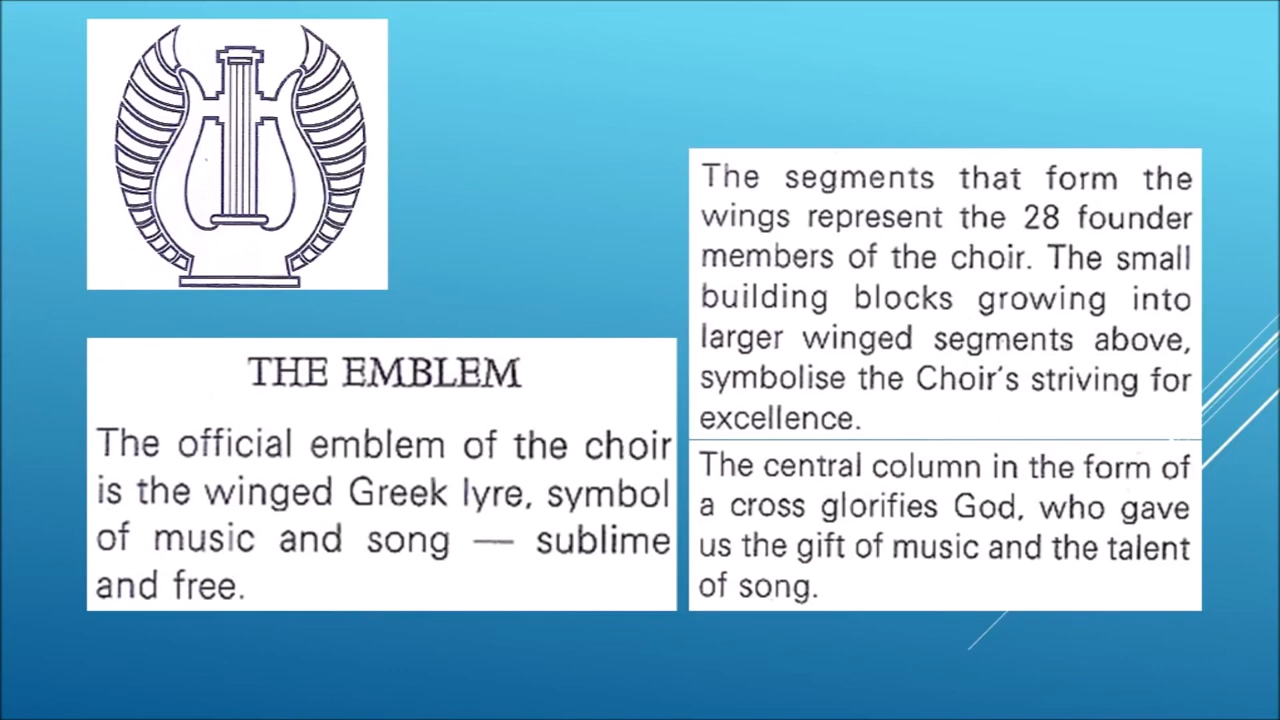 THE EMBLEM
The official emblem of the choir
is the winged Greek lyre, symbol
of music and song — sublime
and free.
The segments that form the
wings represent the 28 founder
members of the choir. The small
building blocks growing into
larger winged segments above,
symbolise the Choir's striving for
excellence.
The central column in the form of
a cross glorifies God, who gave
us the gift of music and the talent
of song.